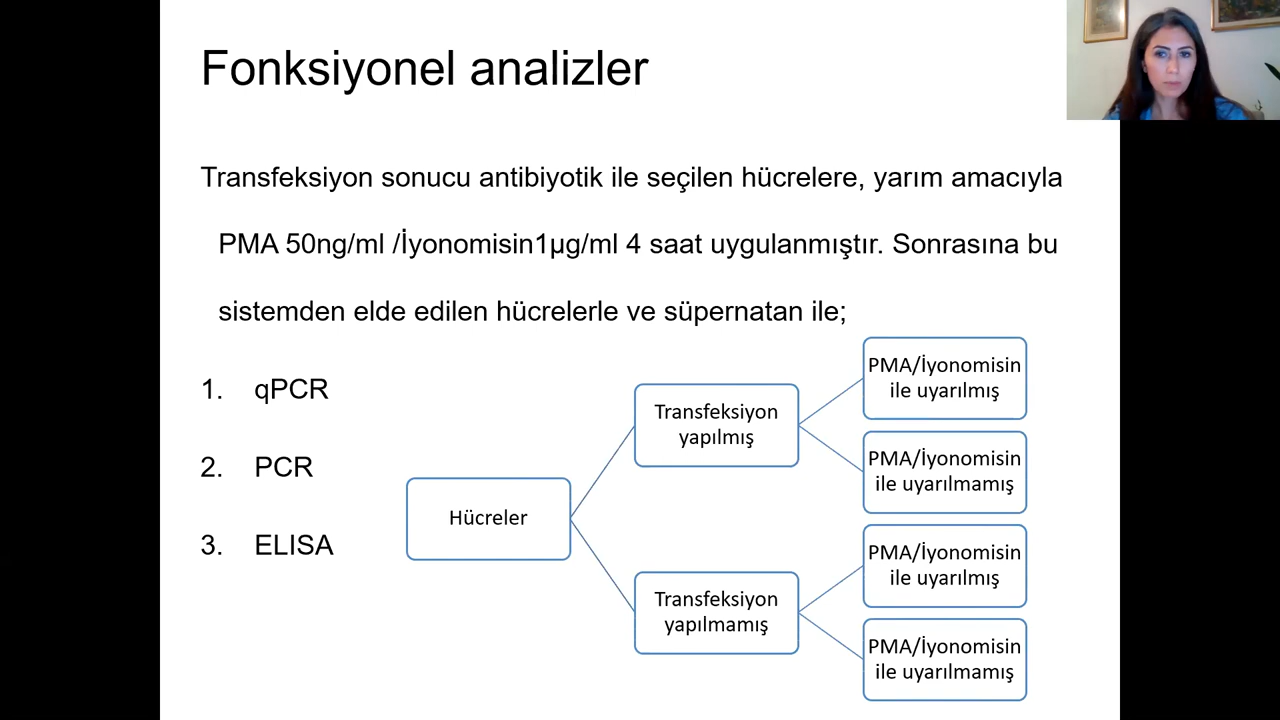 Fonksiyonel analizler
Transfeksiyon sonucu antibiyotik ile seçilen hücrelere, yarım amacıyla
PMA 50ng/ml /İyonomisin1µg/ml 4 saat uygulanmıştır. Sonrasına bu
sistemden elde edilen hücrelerle ve süpernatan ile;
1. qPCR
2. PCR
3. ELISA
Hücreler
Transfeksiyon
yapılmış
Transfeksiyon
yapılmamış
PMA/İyonomisin
ile uyarılmış
PMA/İyonomisin
ile uyarılmamış
PMA/İyonomisin
ile uyarılmış
PMA/İyonomisin
ile uyarılmamış